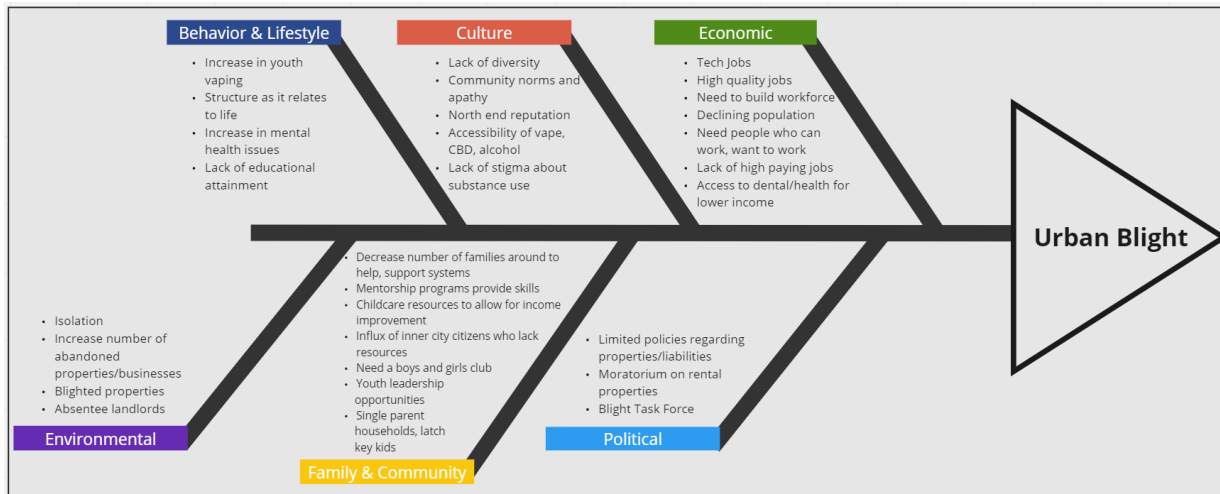 Behavior & Lifestyle
• Increase in youth
vaping
• Structure as it relates
to life
• Increase in mental
health issues
• Lack of educational
attainment
Culture
• Lack of diversity
• Community norms and
apathy
• North end reputation
• Accessibility of vape,
CBD, alcohol
• Lack of stigma about
substance use
Economic
• Tech Jobs
• High quality jobs
• Need to build workforce
• Declining population
• Need people who can
work, want to work
• Lack of high paying jobs
• Access to dental/health for
lower income
Urban Blight
• Isolation
• Increase number of
abandoned
properties/businesses
• Blighted properties
• Absentee landlords
Environmental
• Decrease number of families around to
help, support systems
• Mentorship programs provide skills
• Childcare resources to allow for income
improvement
• Influx of inner city citizens who lack
resources
• Need a boys and girls club
• Youth leadership
opportunities
• Single parent
households, latch
key kids
Family & Community
• Limited policies regarding
properties/liabilities
• Moratorium on rental
properties
• Blight Task Force
Political